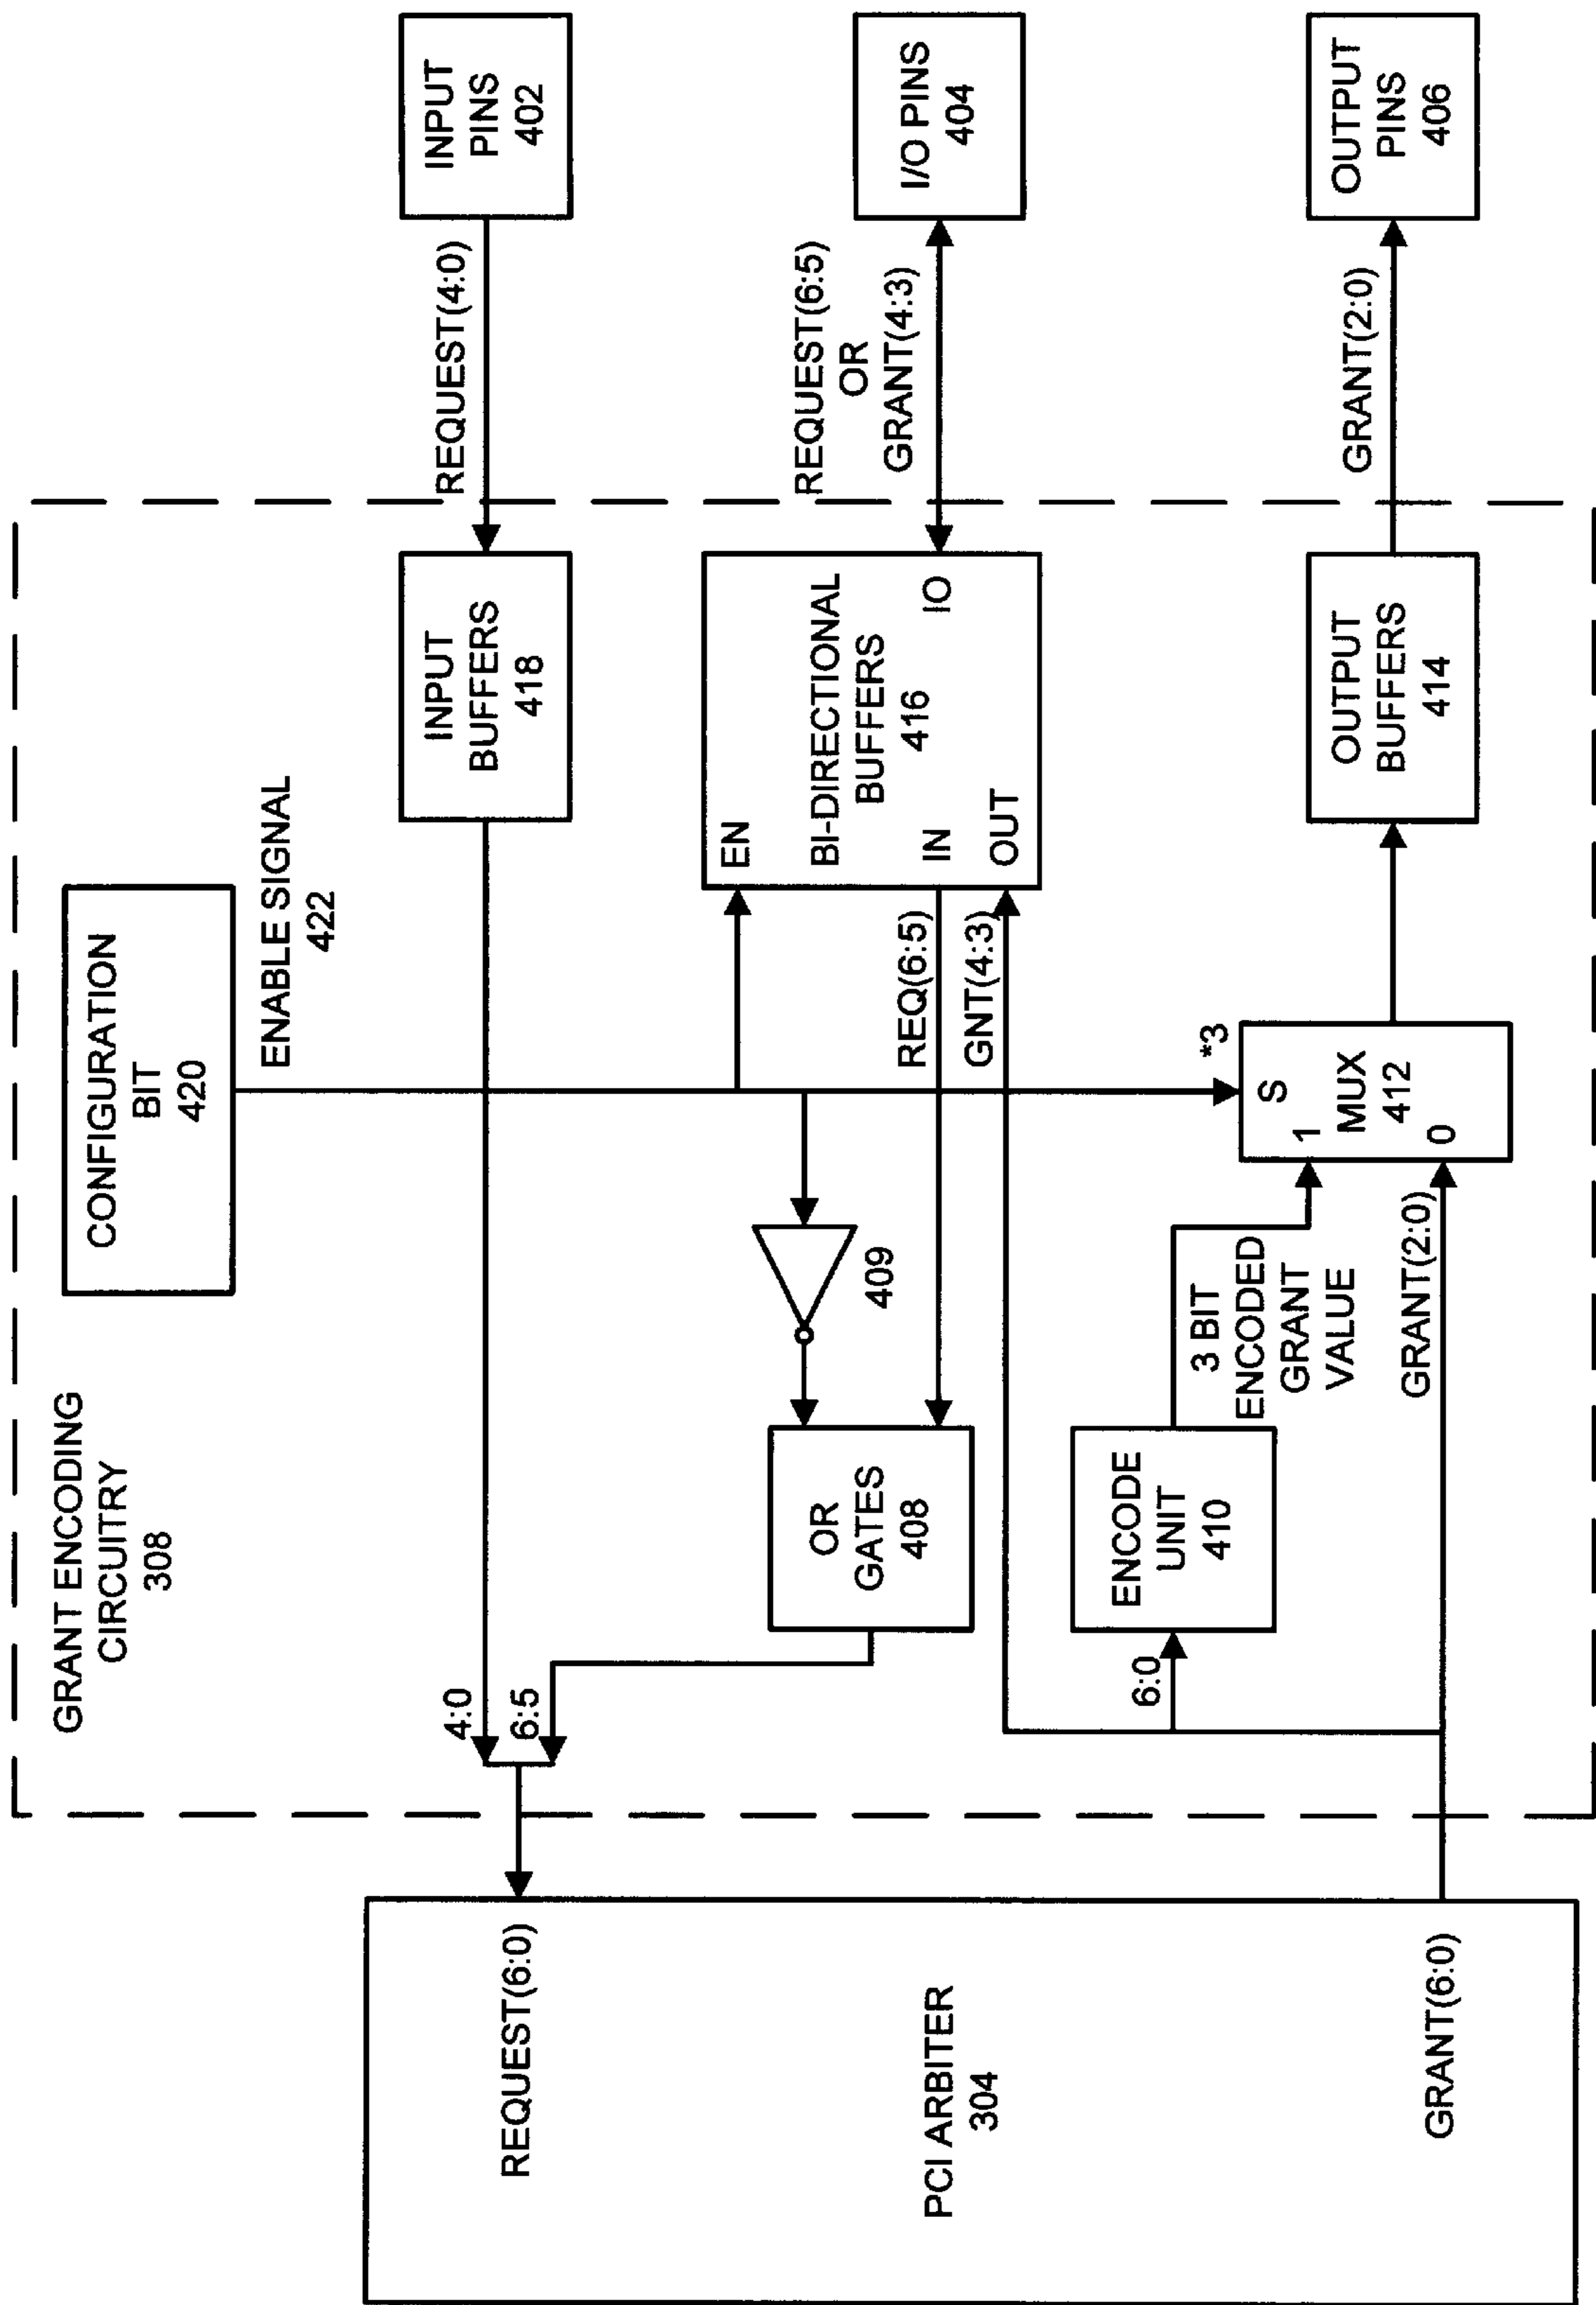 GRANT ENCODING
CIRCUITRY
308
CONFIGURATION
BIT
420
ENABLE SIGNAL
422
PCI ARBITER
304
REQUEST(6:0)
GRANT(6:0)
4:0
6:5
INPUT
BUFFERS
418
REQUEST(4:0)
INPUT
PINS
402
OR
GATES
408
409
EN
BI-DIRECTIONAL
BUFFERS
416
IN
IO
OUT
REQ(6:5)
GNT(4:3)
REQUEST(6:5)
OR
GRANT(4:3)
I/O PINS
404
6:0
ENCODE
UNIT
410
3 BIT
ENCODED
GRANT
VALUE
GRANT(2:0)
*3
S
1
MUX
412
0
OUTPUT
BUFFERS
414
GRANT(2:0)
OUTPUT
PINS
406